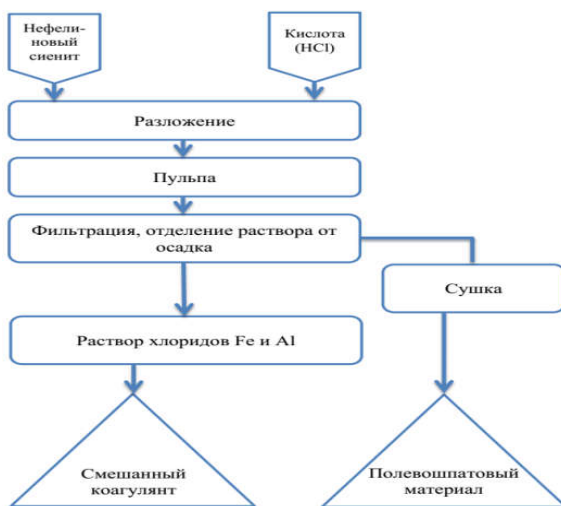 Нефели-
новый
сиенит
Кислота
(HCl)
Разложение
Пульпа
Фильтрация, отделение раствора от
осадка
Сушка
Раствор хлоридов Fe и Al
Смешанный
коагулянт
Полевошпатовый
материал